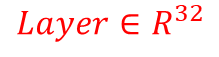 Layer ∈ R³²